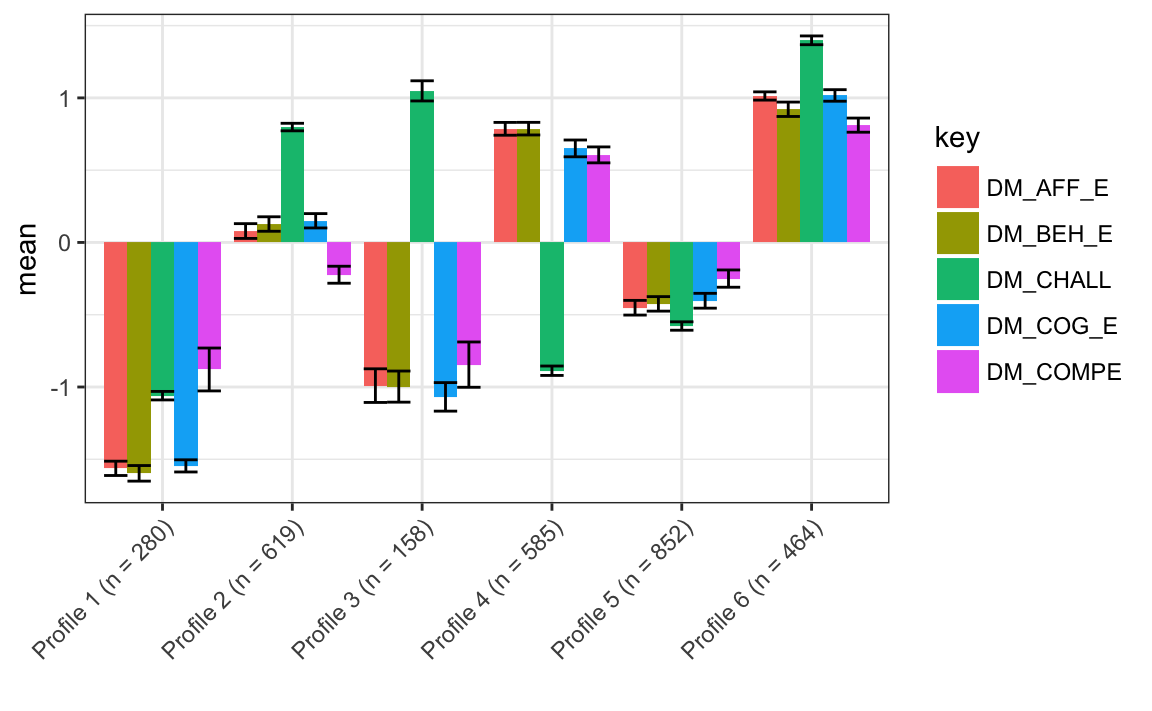 mean
1
0
-1
Profile 1 (n = 280)
Profile 2 (n = 619)
Profile 3 (n = 158)
Profile 4 (n = 585)
Profile 5 (n = 852)
Profile 6 (n = 464)
key
DM_AFF_E
DM_BEH_E
DM_CHALL
DM_COG_E
DM_COMPE